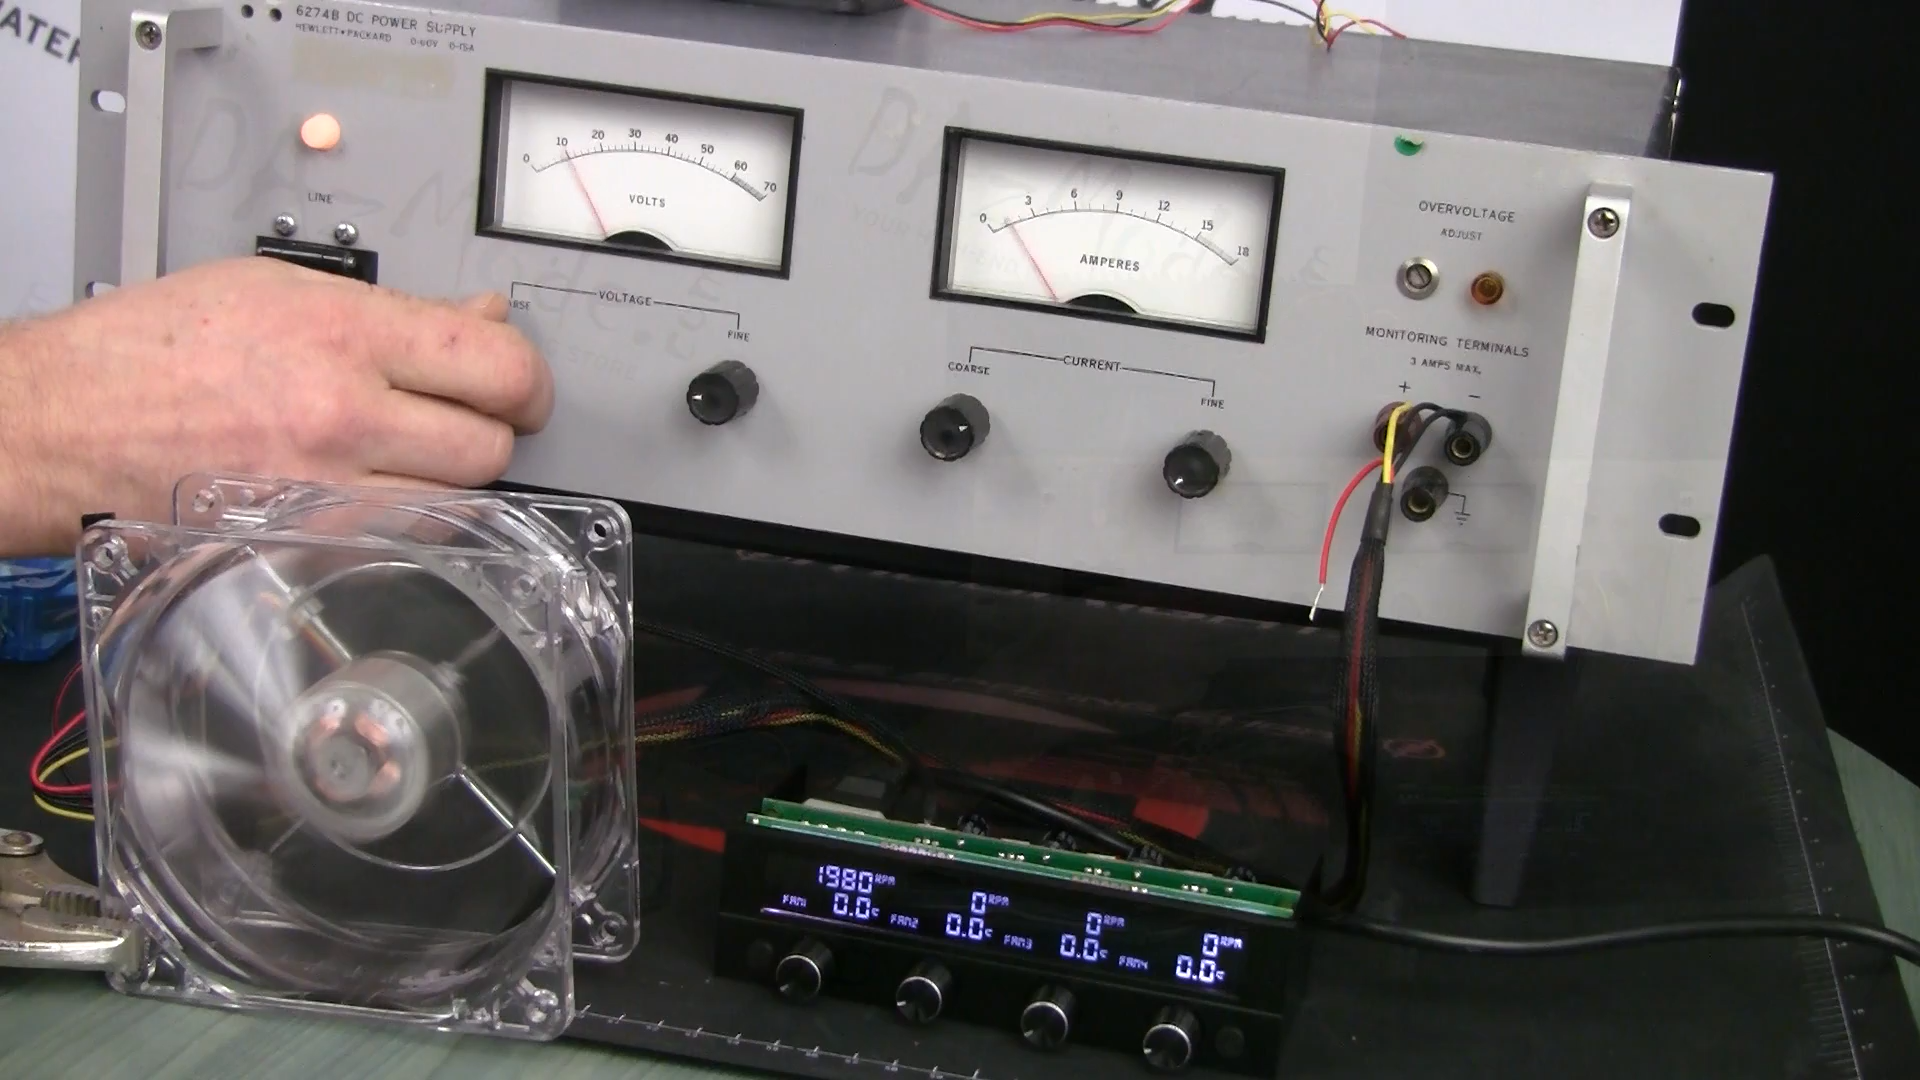 6274B DC POWER SUPPLY
HEWLETT•PACKARD 0-60V 0-15A
LINE
0 10 20 30 40 50 60 70
VOLTS
0 3 6 9 12 15 18
AMPERES
OVERVOLTAGE
ADJUST
VOLTAGE
FINE
COARSE
CURRENT
FINE
MONITORING TERMINALS
3 AMPS MAX.
+ −
1980 RPM
FAN1 0.0c
0 RPM
FAN2 0.0c
0 RPM
FAN3 0.0c
0 RPM
FAN4 0.0c